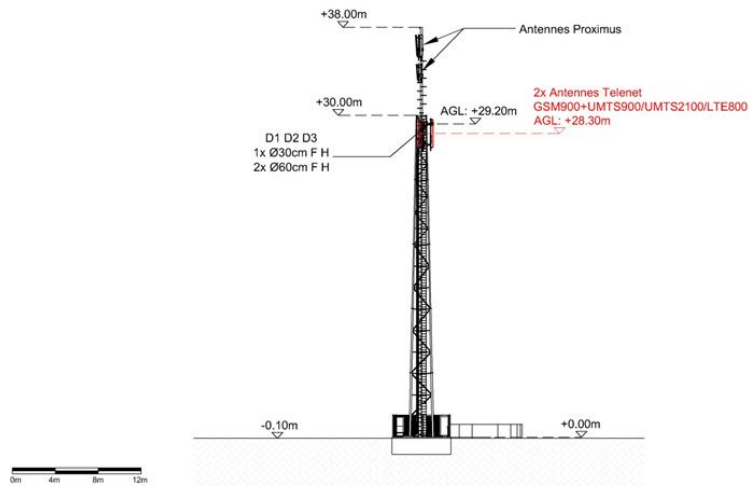 +38.00m
Antennes Proximus
2x Antennes Telenet
GSM900+UMTS900/UMTS2100/LTE800
AGL: +28.30m
+30.00m
AGL: +29.20m
D1 D2 D3
1x Ø30cm F H
2x Ø60cm F H
-0.10m
+0.00m
0m 4m 8m 12m